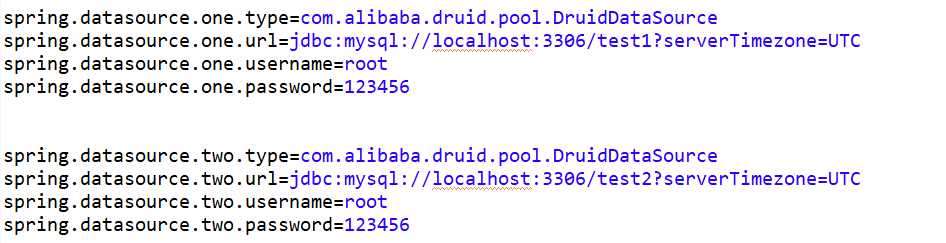 spring.datasource.one.type=com.alibaba.druid.pool.DruidDataSource
spring.datasource.one.url=jdbc:mysql://localhost:3306/test1?serverTimezone=UTC
spring.datasource.one.username=root
spring.datasource.one.password=123456
spring.datasource.two.type=com.alibaba.druid.pool.DruidDataSource
spring.datasource.two.url=jdbc:mysql://localhost:3306/test2?serverTimezone=UTC
spring.datasource.two.username=root
spring.datasource.two.password=123456